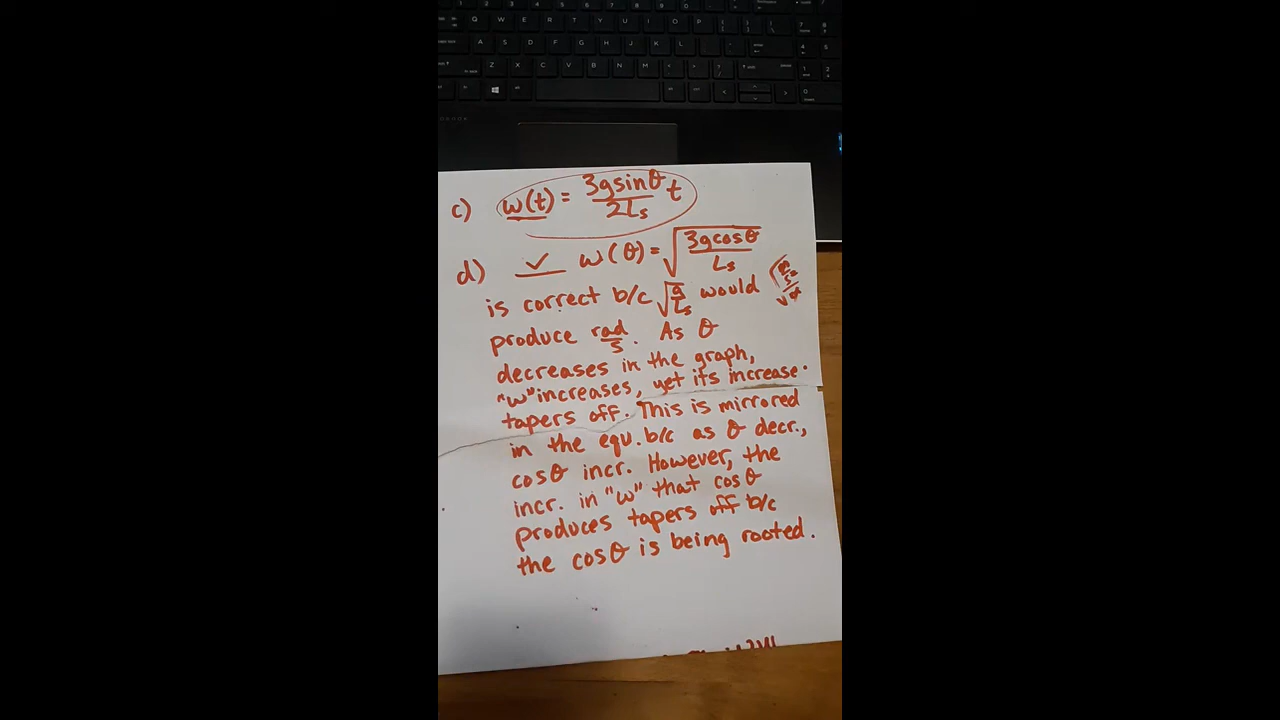 c) w(t) = 3gsinθ/2Ls t
d) ✓ w(θ) = √(3gcosθ/Ls)
is correct b/c √(g/Ls) would
produce rad/s. As θ
decreases in the graph,
"w" increases, yet its increase
tapers off. This is mirrored
in the equ. b/c as θ decr.,
cosθ incr. However, the
incr. in "w" that cosθ
produces tapers off b/c
the cosθ is being rooted.